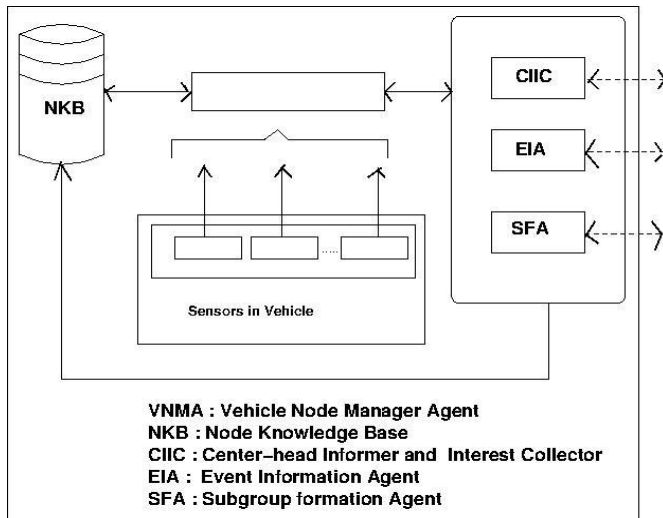 NKB
CIIC
EIA
SFA
.....
Sensors in Vehicle
VNMA : Vehicle Node Manager Agent
NKB : Node Knowledge Base
CIIC : Center-head Informer and Interest Collector
EIA : Event Information Agent
SFA : Subgroup formation Agent